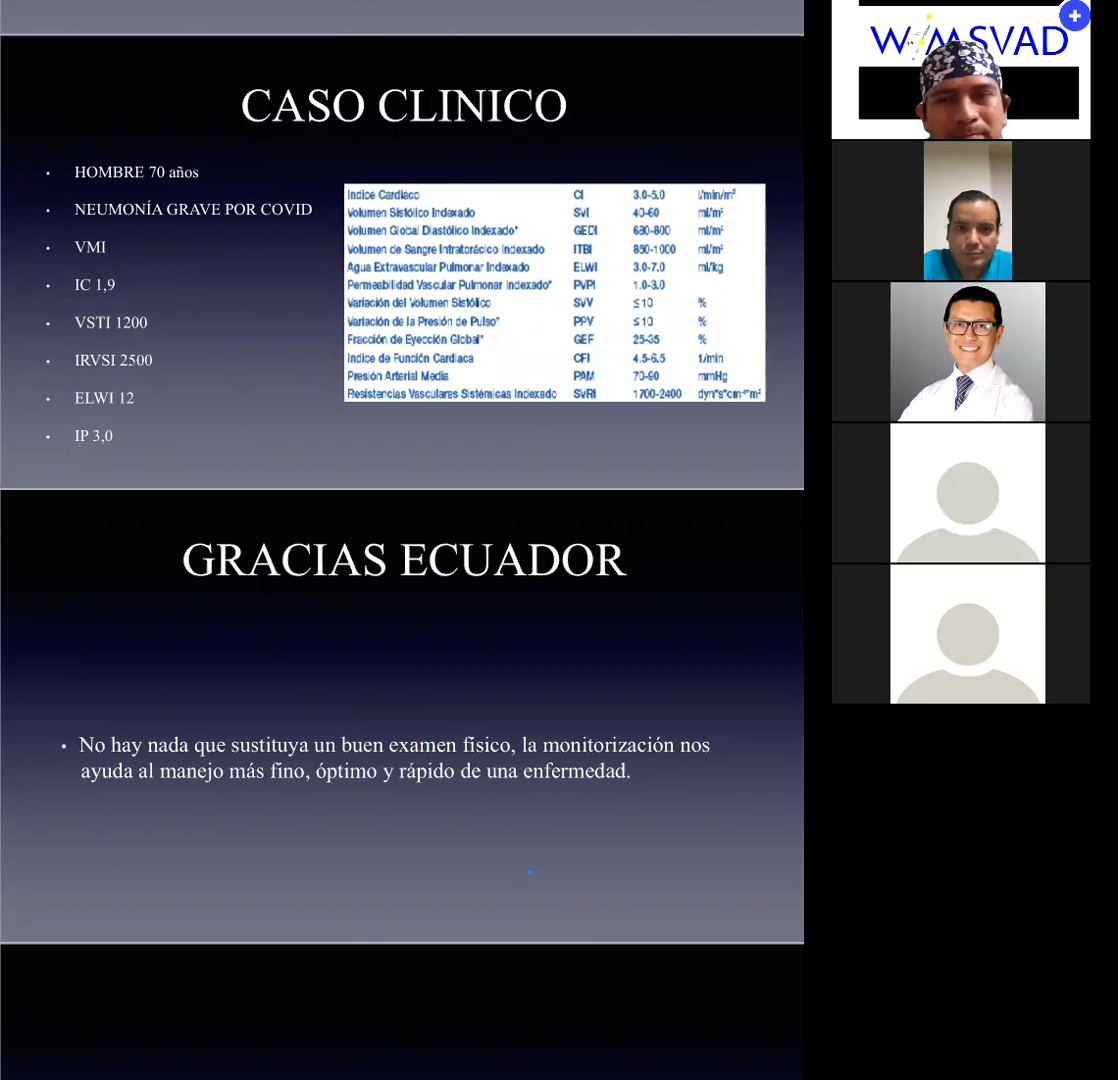 CASO CLINICO
HOMBRE 70 años
NEUMONÍA GRAVE POR COVID
VMI
IC 1,9
VSTI 1200
IRVSI 2500
ELWI 12
IP 3,0
Indice Cardiaco CI 3.0-5.0 l/min/m²
Volumen Sistólico Indexado SVI 40-60 ml/m²
Volumen Global Diastólico Indexado* GEDI 680-800 ml/m²
Volumen de Sangre Intratorácico Indexado ITBI 850-1000 ml/m²
Agua Extravascular Pulmonar Indexado ELWI 3.0-7.0 ml/kg
Permeabilidad Vascular Pulmonar Indexado* PVPI 1.0-3.0
Variación del Volumen Sistólico SVV ≤10 %
Variación de la Presión de Pulso* PPV ≤10 %
Fracción de Eyección Global* GEF 25-35 %
Indice de Función Cardiaca CFI 4.5-6.5 1/min
Presión Arterial Media PAM 70-90 mmHg
Resistencias Vasculares Sistémicas Indexado SVRI 1700-2400
GRACIAS ECUADOR
No hay nada que sustituya un buen examen físico, la monitorización nos
ayuda al manejo más fino, óptimo y rápido de una enfermedad.
WIMSVAD